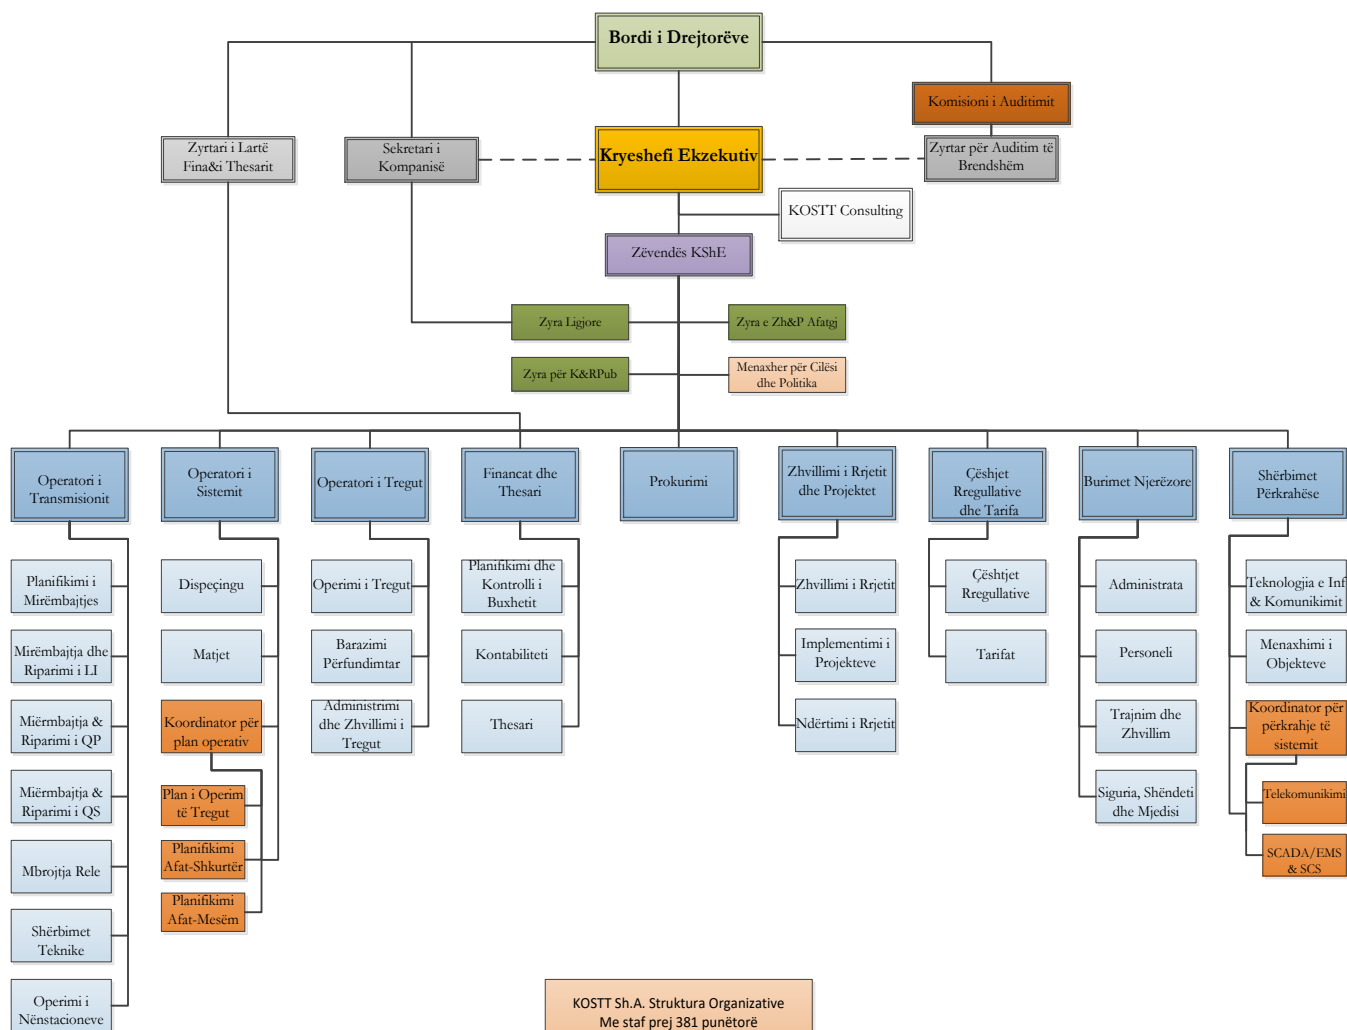 Bordi i Drejtorëve
Komisioni i Auditimit
Zyrtari i Lartë
Fina&i Thesarit
Sekretari i
Kompanisë
Kryeshefi Ekzekutiv
Zyrtar për Auditim të
Brendshëm
KOSTT Consulting
Zëvendës KShE
Zyra Ligjore
Zyra e Zh&P Afatgj
Zyra për K&RPub
Menaxher për Cilësi
dhe Politika
Operatori i
Transmisionit
Operatori i
Sistemit
Operatori i Tregut
Financat dhe
Thesari
Prokurimi
Zhvillimi i Rrjetit
dhe Projektet
Çështjet
Rregullative
dhe Tarifa
Burimet Njerëzore
Shërbimet
Përkrahëse
Planifikimi i
Mirëmbajtjes
Mirëmbajtja dhe
Riparimi i LI
Miërmbajtja &
Riparimi i QP
Miërmbajtja &
Riparimi i QS
Mbrojtja Rele
Shërbimet
Teknike
Operimi i
Nënstacioneve
Dispeçingu
Matjet
Koordinator për
plan operativ
Plan i Operim
të Tregut
Planifikimi
Afat-Shkurtër
Planifikimi
Afat-Mesëm
Operimi i Tregut
Barazimi
Përfundimtar
Administrimi
dhe Zhvillimi i
Tregut
Planifikimi dhe
Kontrolli i
Buxhetit
Kontabiliteti
Thesari
Zhvillimi i Rrjetit
Implementimi i
Projekteve
Ndërtimi i Rrjetit
Çështjet
Rregullative
Tarifat
Administrata
Personeli
Trajnim dhe
Zhvillim
Siguria, Shëndeti
dhe Mjedisi
Teknologjia e Inf
& Komunikimit
Menaxhimi i
Objekteve
Koordinator për
përkrahje të
sistemit
Telekomunikimi
SCADA/EMS
& SCS
KOSTT Sh.A. Struktura Organizative
Me staf prej 381 punëtorë